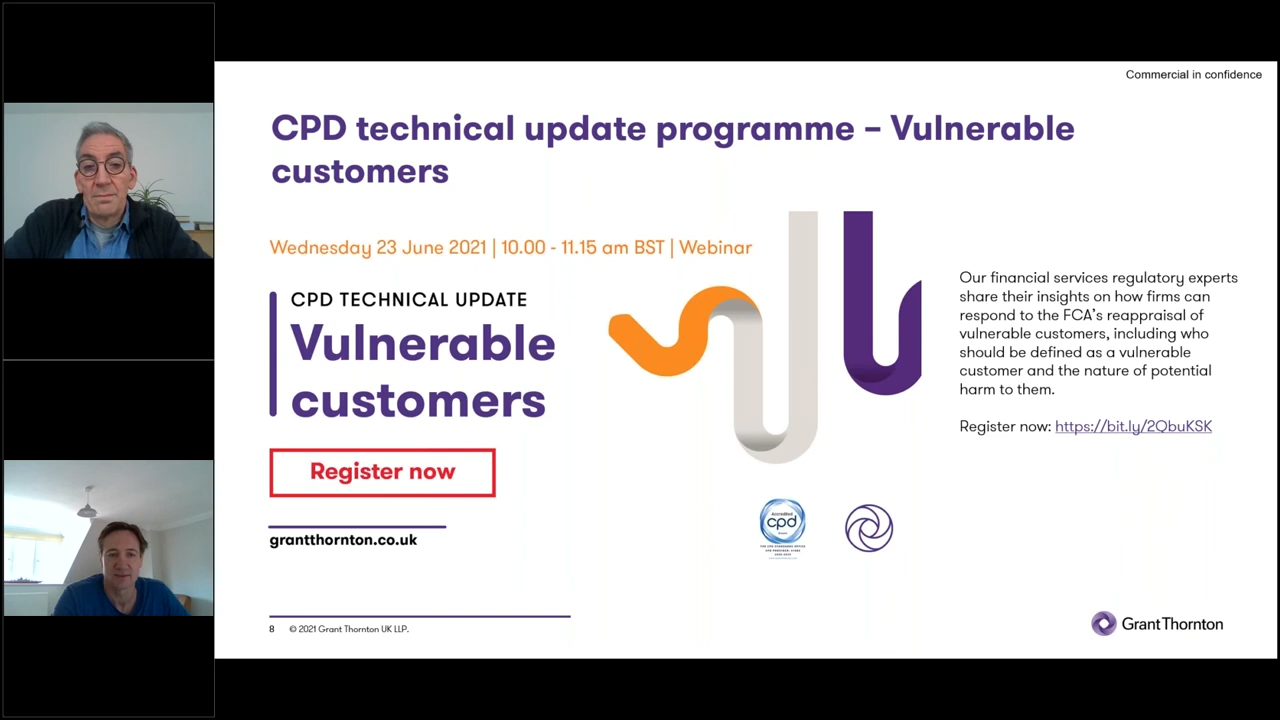 Commercial in confidence
CPD technical update programme – Vulnerable
customers
Wednesday 23 June 2021 | 10.00 - 11.15 am BST | Webinar
CPD TECHNICAL UPDATE
Vulnerable
customers
Register now
grantthornton.co.uk
Our financial services regulatory experts
share their insights on how firms can
respond to the FCA's reappraisal of
vulnerable customers, including who
should be defined as a vulnerable
customer and the nature of potential
harm to them.
Register now: https://bit.ly/2QbuKSK
Accredited
cpd
8 © 2021 Grant Thornton UK LLP.
Grant Thornton